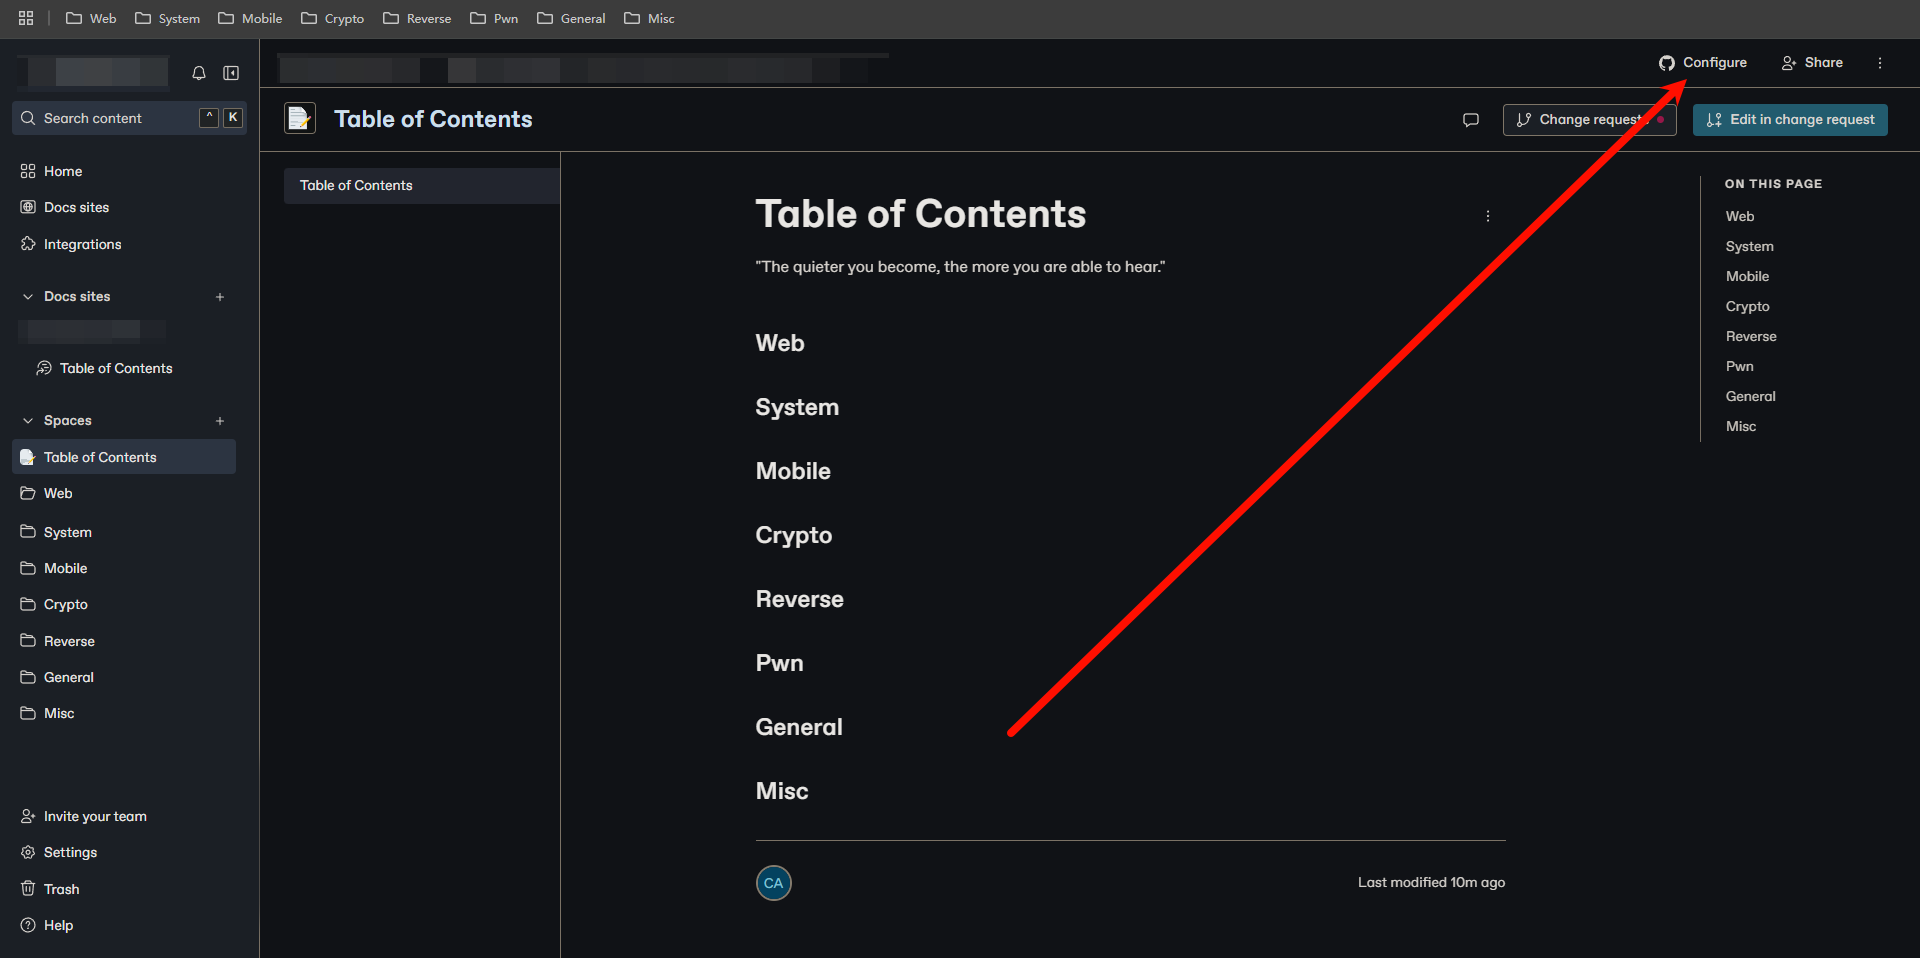 Web System Mobile Crypto Reverse Pwn General Misc
Configure Share
Search content ^ K
Table of Contents
Change requests Edit in change request
Home
Docs sites
Integrations
Docs sites
Table of Contents
Spaces
Table of Contents
Web
System
Mobile
Crypto
Reverse
General
Misc
Invite your team
Settings
Trash
Help
Table of Contents
Table of Contents
"The quieter you become, the more you are able to hear."
Web
System
Mobile
Crypto
Reverse
Pwn
General
Misc
CA
Last modified 10m ago
ON THIS PAGE
Web
System
Mobile
Crypto
Reverse
Pwn
General
Misc